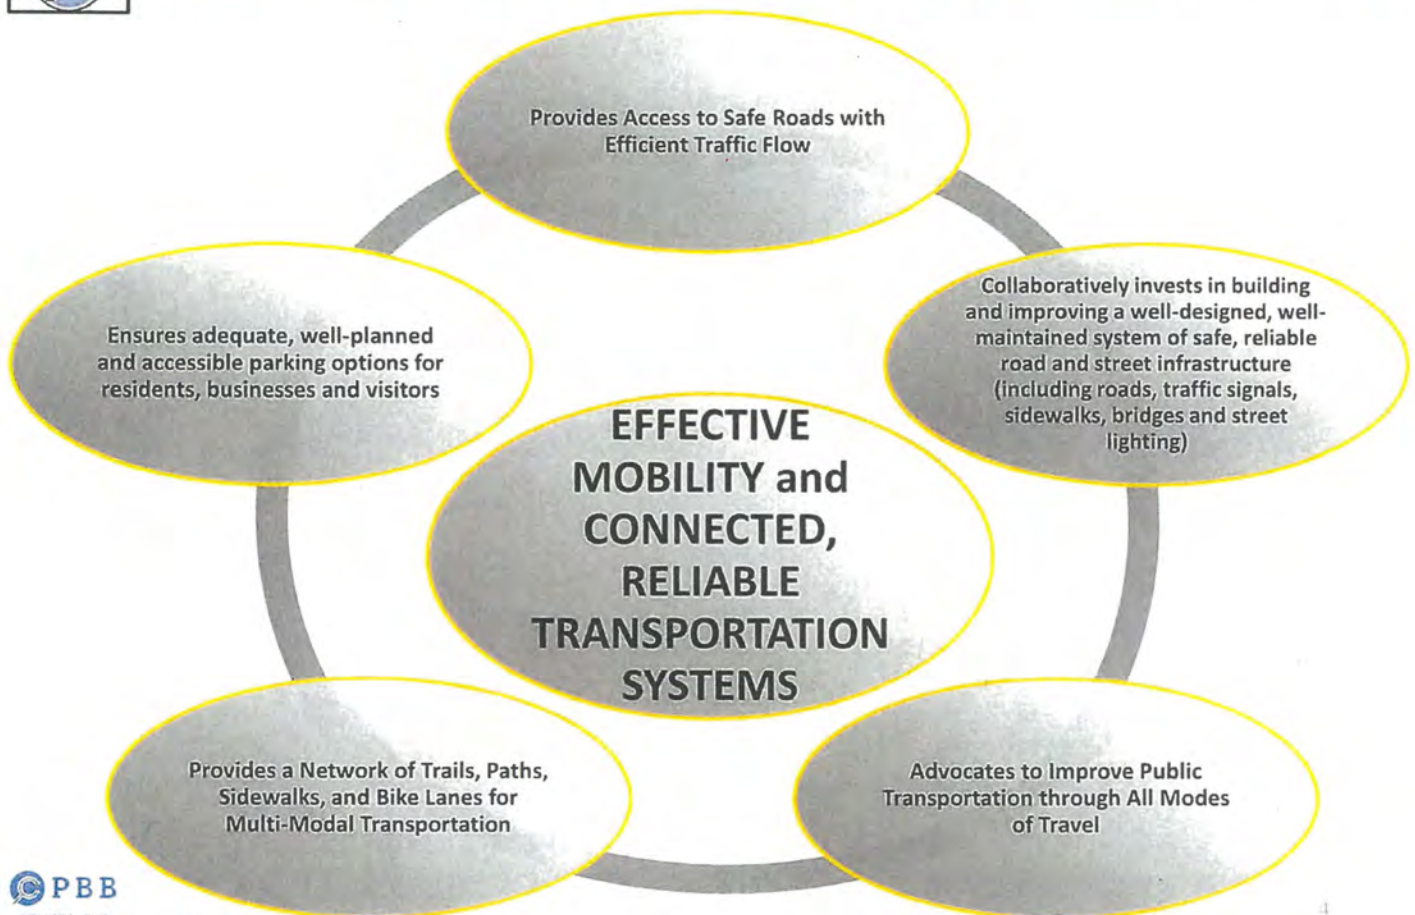 Provides Access to Safe Roads with
Efficient Traffic Flow
Collaboratively invests in building
and improving a well-designed, well-
maintained system of safe, reliable
road and street infrastructure
(including roads, traffic signals,
sidewalks, bridges and street
lighting)
Ensures adequate, well-planned
and accessible parking options for
residents, businesses and visitors
EFFECTIVE
MOBILITY and
CONNECTED,
RELIABLE
TRANSPORTATION
SYSTEMS
Provides a Network of Trails, Paths,
Sidewalks, and Bike Lanes for
Multi-Modal Transportation
Advocates to Improve Public
Transportation through All Modes
of Travel
PBB